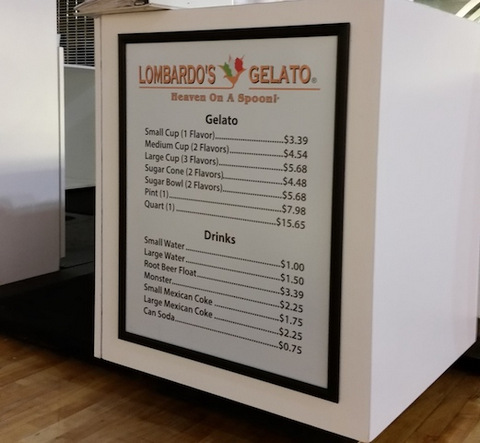 LOMBARDO'S GELATO®
Heaven On A Spoon!
Gelato
Small Cup (1 Flavor)....................$3.39
Medium Cup (2 Flavors)....................$4.54
Large Cup (3 Flavors)....................$5.68
Sugar Cone (2 Flavors)....................$4.48
Sugar Bowl (2 Flavors)....................$5.68
Pint (1)....................$7.98
Quart (1)....................$15.65
Drinks
Small Water....................$1.00
Large Water....................$1.50
Root Beer Float....................$3.39
Monster....................$2.25
Small Mexican Coke....................$1.75
Large Mexican Coke....................$2.25
Can Soda....................$0.75